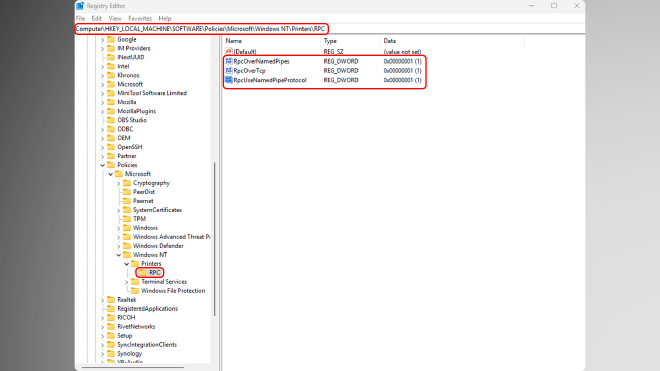 Registry Editor
File Edit View Favorites Help
Computer\HKEY_LOCAL_MACHINE\SOFTWARE\Policies\Microsoft\Windows NT\Printers\RPC
Google
IM Providers
INextUUID
Intel
Khronos
Microsoft
MiniTool Software Limited
Mozilla
MozillaPlugins
OBS Studio
ODBC
OEM
OpenSSH
Partner
Policies
Microsoft
Cryptography
PeerDist
Peernet
SystemCertificates
TPM
Windows
Windows Advanced Threat P
Windows Defender
Windows NT
Printers
RPC
Terminal Services
Windows File Protection
Realtek
RegisteredApplications
RICOH
RivetNetworks
Setup
SyncIntegrationClients
Synology
VB-Audio
Name Type Data
(Default) REG_SZ (value not set)
RpcOverNamedPipes REG_DWORD 0x00000001 (1)
RpcOverTcp REG_DWORD 0x00000001 (1)
RpcUseNamedPipeProtocol REG_DWORD 0x00000001 (1)